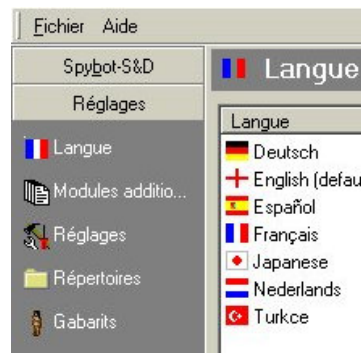 Fichier Aide
Spybot-S&D
Réglages
Langue
Modules additio...
Réglages
Répertoires
Gabarits
Langue
Langue
Deutsch
English (defau
Español
Français
Japanese
Nederlands
Turkce